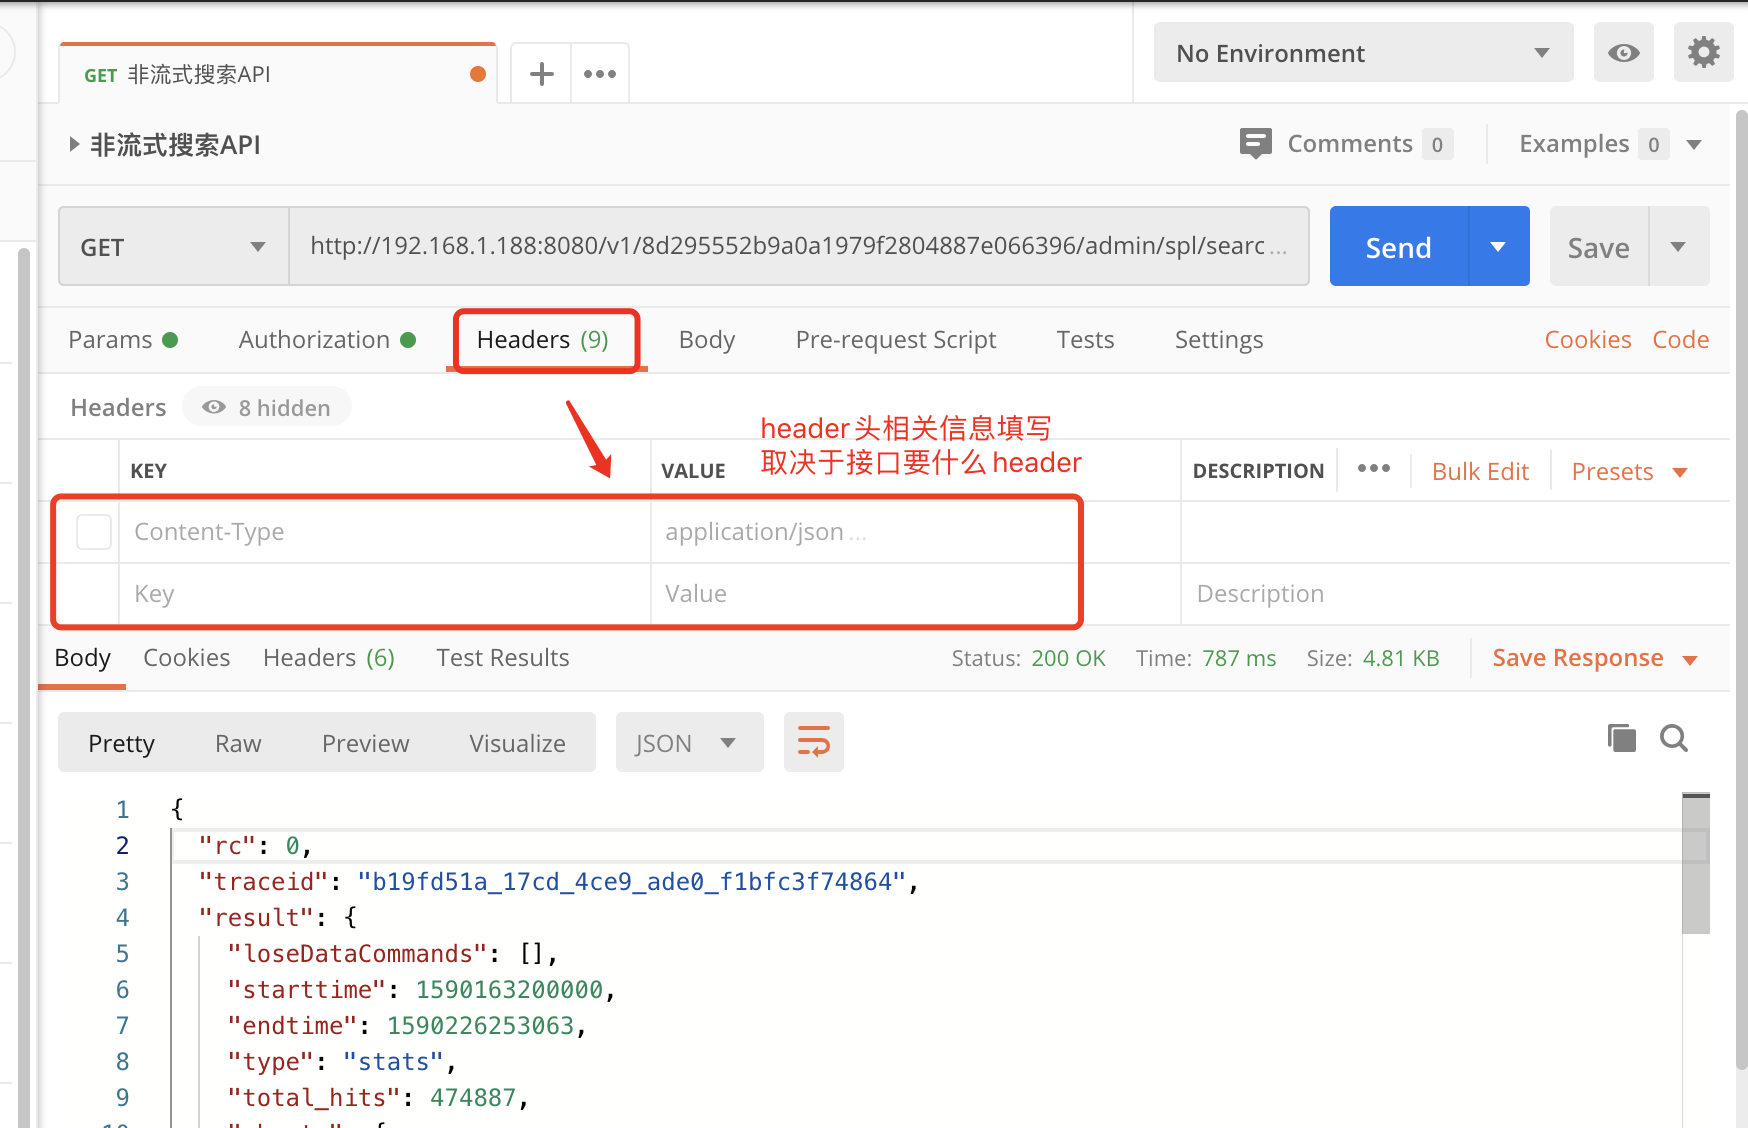 GET 非流式搜索API
No Environment
非流式搜索API
Comments 0
Examples 0
GET
http://192.168.1.188:8080/v1/8d295552b9a0a1979f2804887e066396/admin/spl/searc ...
Send
Save
Params
Authorization
Headers (9)
Body
Pre-request Script
Tests
Settings
Cookies
Code
Headers
8 hidden
header头相关信息填写
取决于接口要什么header
KEY
VALUE
DESCRIPTION
Bulk Edit
Presets
Content-Type
application/json ...
Key
Value
Description
Body
Cookies
Headers (6)
Test Results
Status: 200 OK
Time: 787 ms
Size: 4.81 KB
Save Response
Pretty
Raw
Preview
Visualize
JSON
1 {
2 "rc": 0,
3 "traceid": "b19fd51a_17cd_4ce9_ade0_f1bfc3f74864",
4 "result": {
5 "loseDataCommands": [],
6 "starttime": 1590163200000,
7 "endtime": 1590226253063,
8 "type": "stats",
9 "total_hits": 474887,